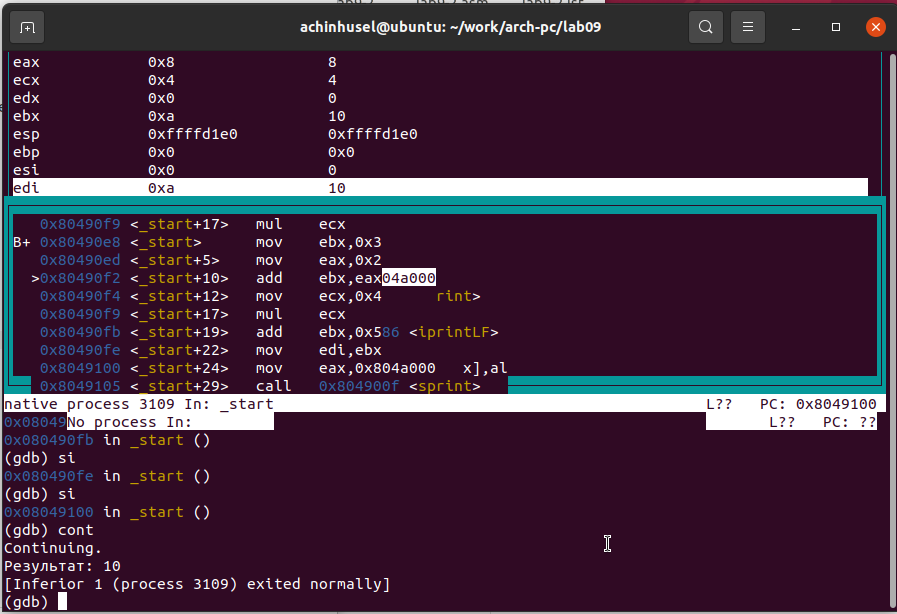 achinhusel@ubuntu: ~/work/arch-pc/lab09
eax 0x8 8
ecx 0x4 4
edx 0x0 0
ebx 0xa 10
esp 0xffffd1e0 0xffffd1e0
ebp 0x0 0x0
esi 0x0 0
edi 0xa 10
0x80490f9 <_start+17> mul ecx
B+ 0x80490e8 <_start> mov ebx,0x3
0x80490ed <_start+5> mov eax,0x2
>0x80490f2 <_start+10> add ebx,eax04a000
0x80490f4 <_start+12> mov ecx,0x4 rint>
0x80490f9 <_start+17> mul ecx
0x80490fb <_start+19> add ebx,0x586 <iprintLF>
0x80490fe <_start+22> mov edi,ebx
0x8049100 <_start+24> mov eax,0x804a000 x],al
0x8049105 <_start+29> call 0x804900f <sprint>
native process 3109 In: _start L?? PC: 0x8049100
0x08049No process In: L?? PC: ??
0x080490fb in _start ()
(gdb) si
0x080490fe in _start ()
(gdb) si
0x08049100 in _start ()
(gdb) cont
Continuing.
Результат: 10
[Inferior 1 (process 3109) exited normally]
(gdb)